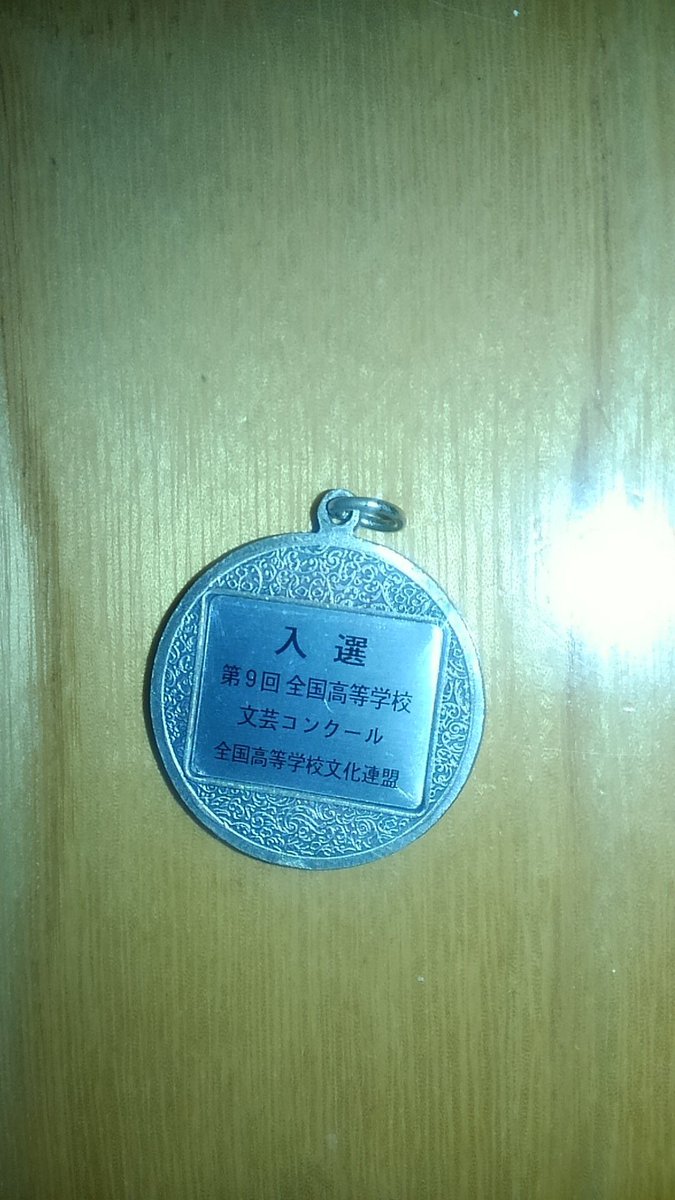 入選
第9回全国高等学校
文芸コンクール
全国高等学校文化連盟